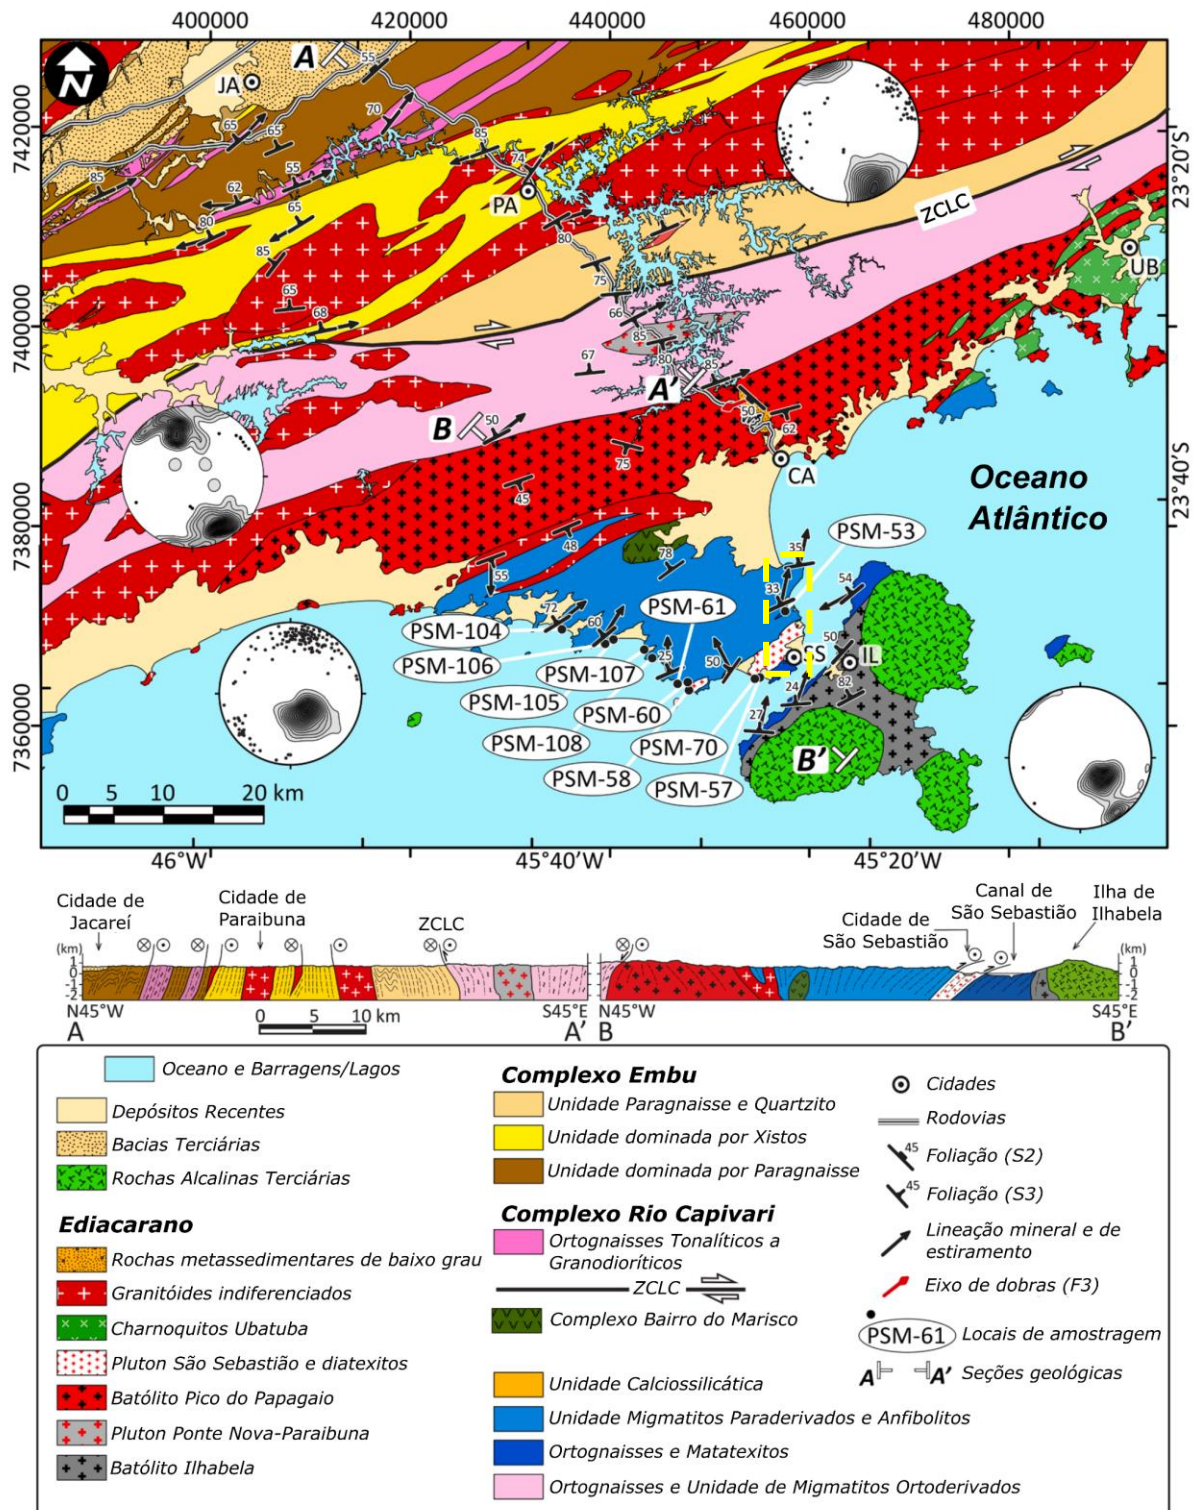 400000 420000 440000 460000 480000
7420000
7400000
7380000
7360000
23°20'S
23°40'S
N
JA
A
55
70
65
65
55
85
62
65
80
85
65
68
85
74
PA
80
75
66
85
80
67
A'
85
50
62
75
B
50
45
48
55
CA
ZCLC
UB
Oceano
Atlântico
PSM-53
35
33
54
78
72
60
25
50
50
SS
IL
24
82
27
PSM-61
PSM-104
PSM-106
PSM-107
PSM-105
PSM-60
PSM-108
PSM-70
PSM-58
PSM-57
B'
0 5 10 20 km
46°W 45°40'W 45°20'W
Cidade de
Jacareí
Cidade de
Paraibuna
ZCLC
Cidade de
São Sebastião
Canal de
São Sebastião
Ilha de
Ilhabela
(km)
1
0
-1
-2
N45°W
A
0 5 10 km
S45°E
A'
(km)
1
0
-1
-2
B
S45°E
B'
Oceano e Barragens/Lagos
Depósitos Recentes
Bacias Terciárias
Rochas Alcalinas Terciárias
Ediacarano
Rochas metassedimentares de baixo grau
Granitóides indiferenciados
Charnoquitos Ubatuba
Pluton São Sebastião e diatexitos
Batólito Pico do Papagaio
Pluton Ponte Nova-Paraibuna
Batólito Ilhabela
Complexo Embu
Unidade Paragnaisse e Quartzito
Unidade dominada por Xistos
Unidade dominada por Paragnaisse
Complexo Rio Capivari
Ortognaisses Tonalíticos a
Granodioríticos
ZCLC
Complexo Bairro do Marisco
Unidade Calciossilicática
Unidade Migmatitos Paraderivados e Anfibolitos
Ortognaisses e Matatexitos
Ortognaisses e Unidade de Migmatitos Ortoderivados
Cidades
Rodovias
45 Foliação (S2)
45 Foliação (S3)
Lineação mineral e de
estiramento
Eixo de dobras (F3)
PSM-61 Locais de amostragem
A A' Seções geológicas